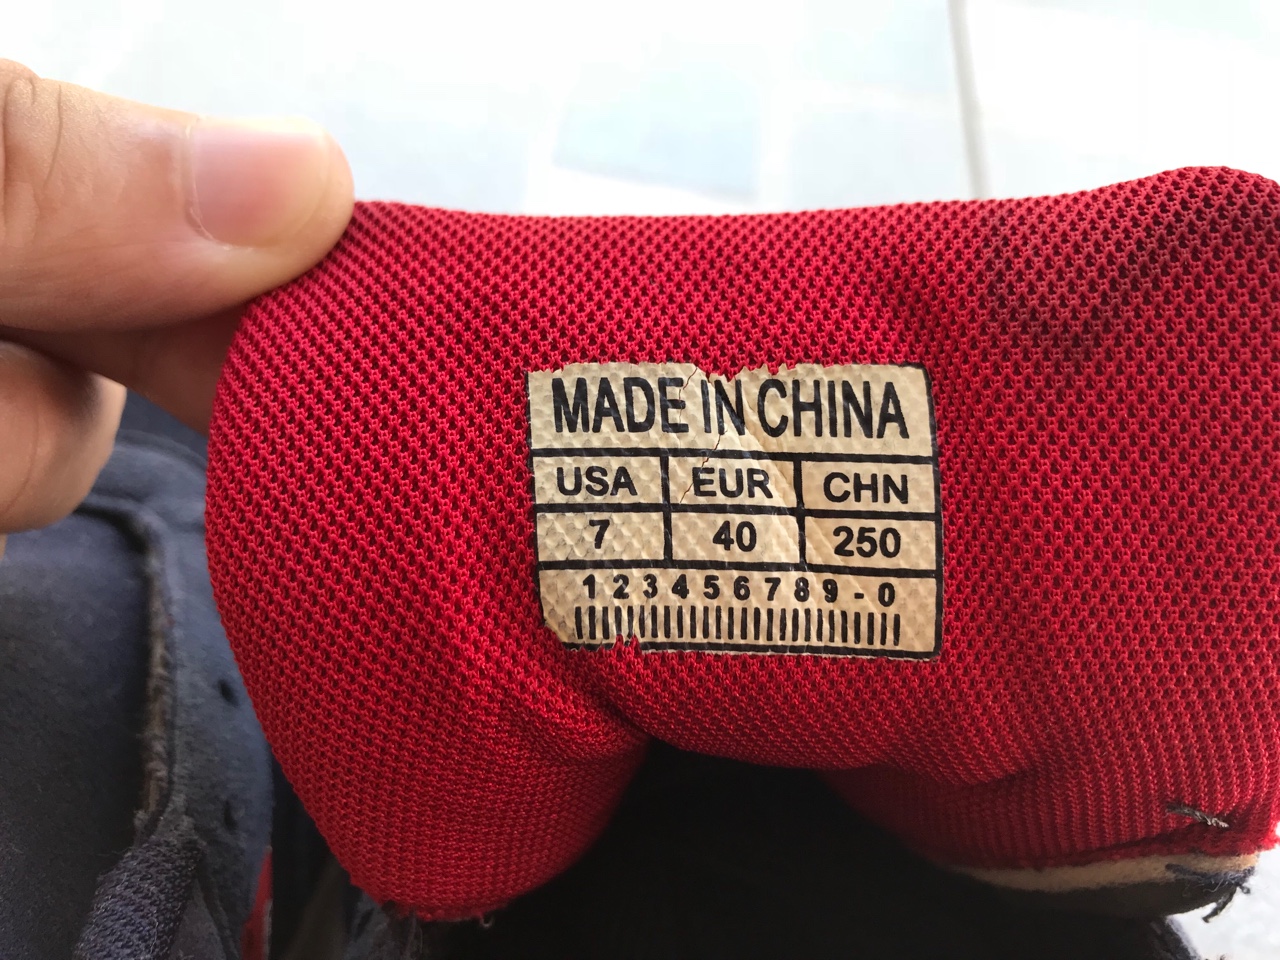 MADE IN CHINA
USA EUR CHN
7 40 250
1 2 3 4 5 6 7 8 9 - 0